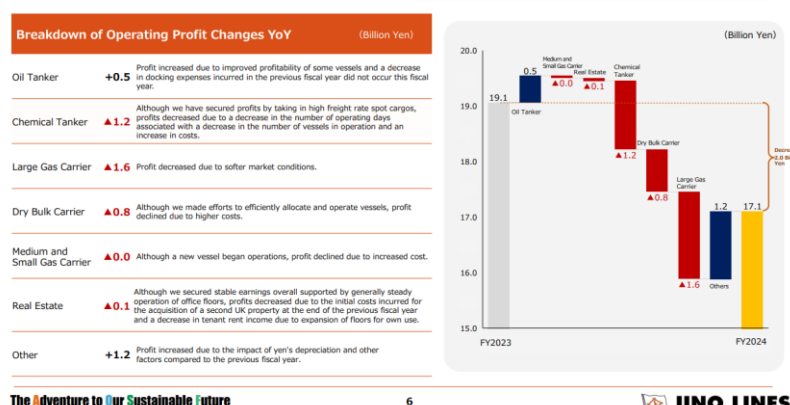 Breakdown of Operating Profit Changes YoY (Billion Yen)
Oil Tanker +0.5 Profit increased due to improved profitability of some vessels and a decrease
in docking expenses incurred in the previous fiscal year did not occur this fiscal
year.
Chemical Tanker ▲1.2 Although we have secured profits by taking in high freight rate spot cargos,
profits decreased due to a decrease in the number of operating days
associated with a decrease in the number of vessels in operation and an
increase in costs.
Large Gas Carrier ▲1.6 Profit decreased due to softer market conditions.
Dry Bulk Carrier ▲0.8 Although we made efforts to efficiently allocate and operate vessels, profit
declined due to higher costs.
Medium and
Small Gas Carrier ▲0.0 Although a new vessel began operations, profit declined due to increased cost.
Real Estate ▲0.1 Although we secured stable earnings overall supported by generally steady
operation of office floors, profits decreased due to the initial costs incurred for
the acquisition of a second UK property at the end of the previous fiscal year
and a decrease in tenant rent income due to expansion of floors for own use.
Other +1.2 Profit increased due to the impact of yen's depreciation and other
factors compared to the previous fiscal year.
(Billion Yen)
20.0
19.0
18.0
17.0
16.0
15.0
19.1
0.5
Oil Tanker
Medium and
Small Gas Carrier
▲0.0
Real Estate
▲0.1
Chemical
Tanker
▲1.2
Dry Bulk Carrier
▲0.8
Large Gas
Carrier
▲1.6
1.2
Others
17.1
Decre
2.0 Bi
Yen
FY2023
FY2024
The Adventure to Our Sustainable Future
6
UNO LINES